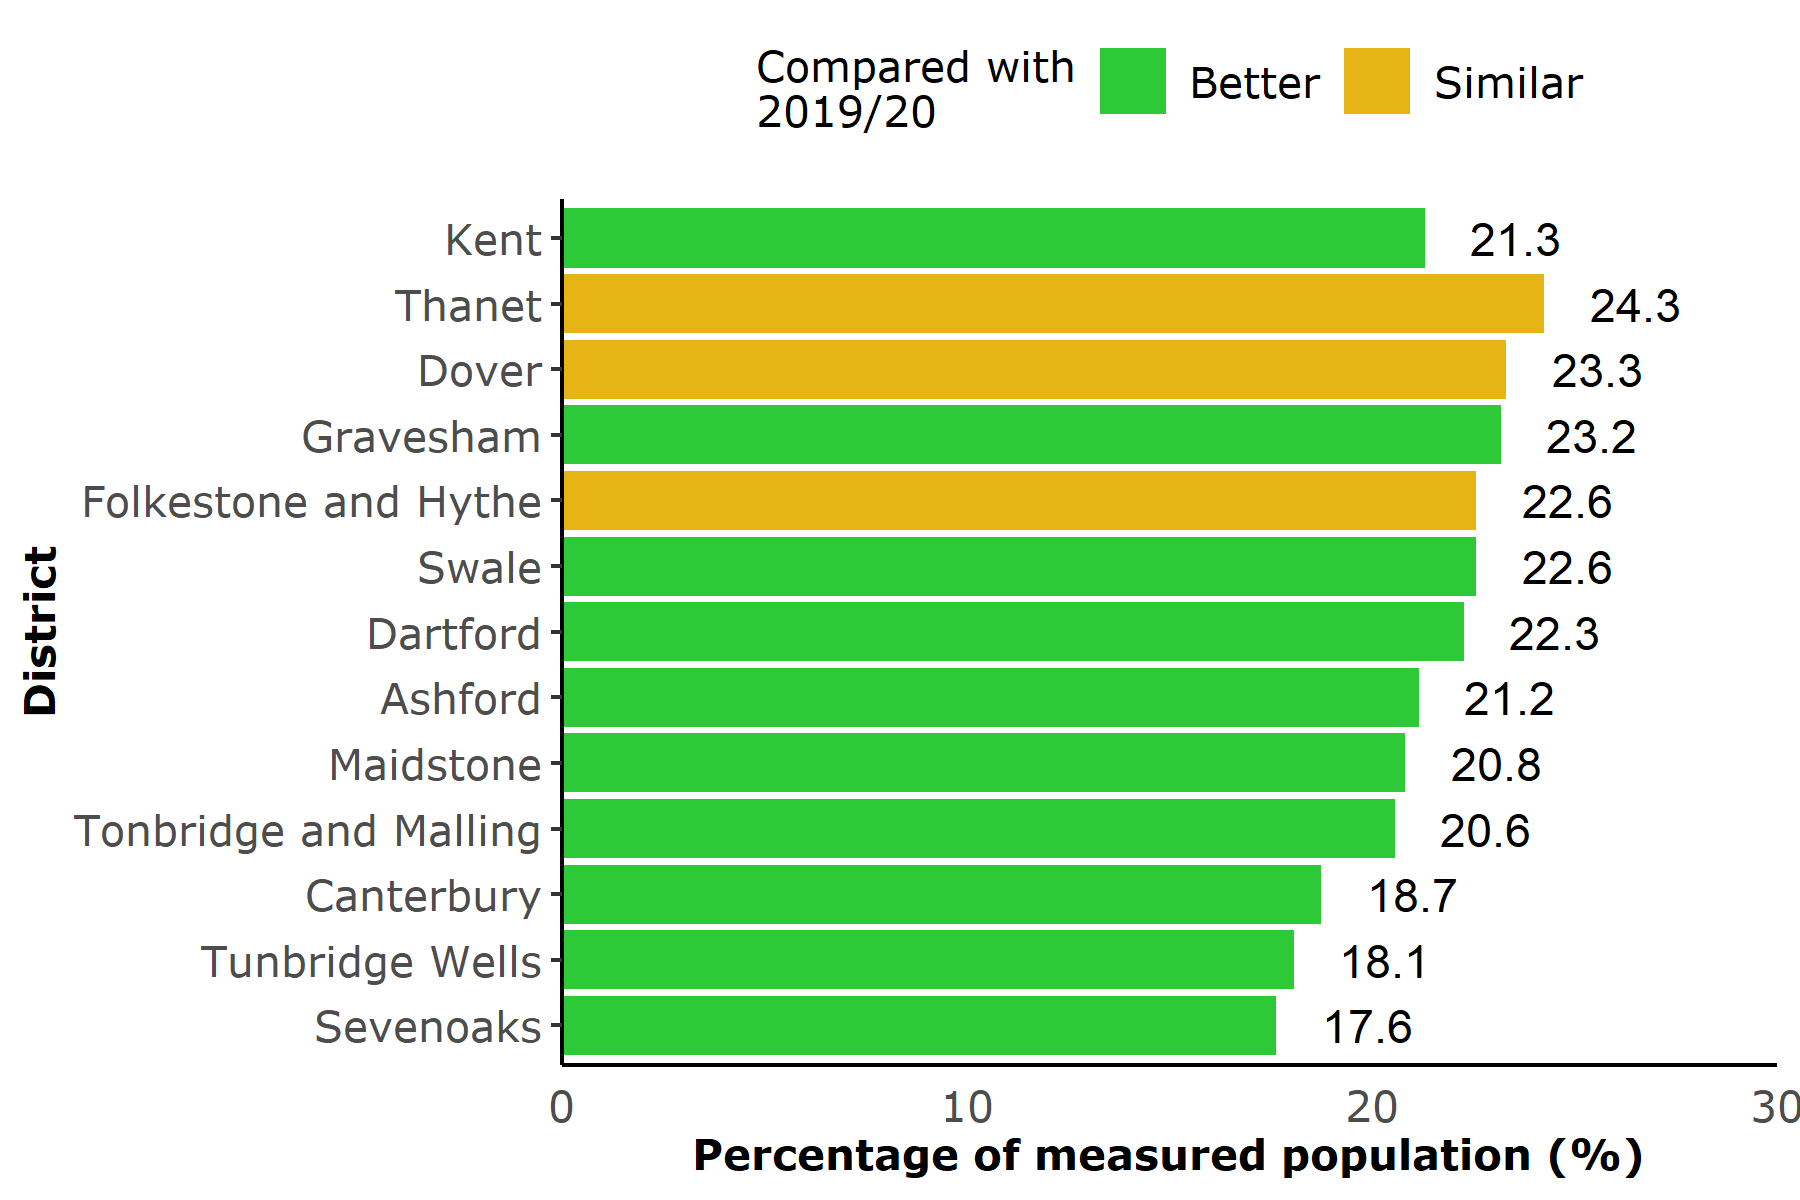 Compared with
2019/20
Better
Similar
Kent
21.3
Thanet
24.3
Dover
23.3
Gravesham
23.2
Folkestone and Hythe
22.6
Swale
22.6
Dartford
22.3
Ashford
21.2
Maidstone
20.8
Tonbridge and Malling
20.6
Canterbury
18.7
Tunbridge Wells
18.1
Sevenoaks
17.6
District
0
10
20
30
Percentage of measured population (%)